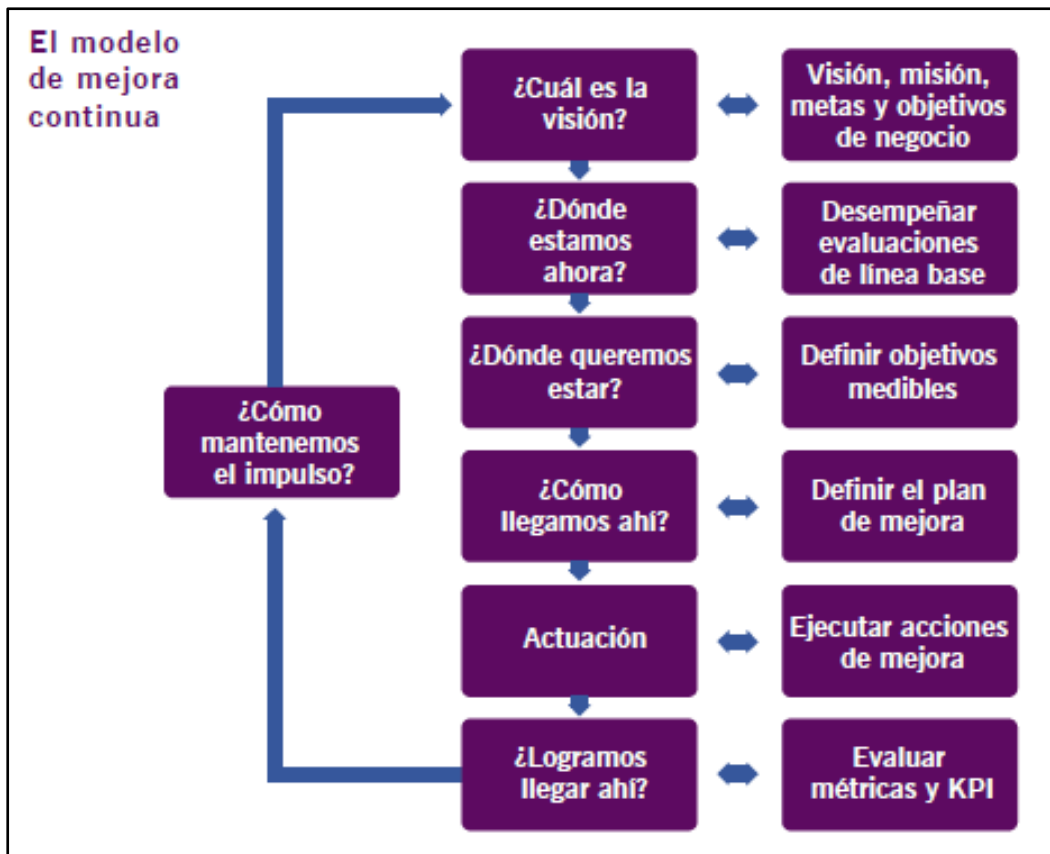 El modelo
de mejora
continua
¿Cuál es la
visión?
Visión, misión,
metas y objetivos
de negocio
¿Dónde
estamos
ahora?
Desempeñar
evaluaciones
de línea base
¿Dónde queremos
estar?
Definir objetivos
medibles
¿Cómo
mantenemos
el impulso?
¿Cómo
llegamos ahí?
Definir el plan
de mejora
Actuación
Ejecutar acciones
de mejora
¿Logramos
llegar ahí?
Evaluar
métricas y KPI